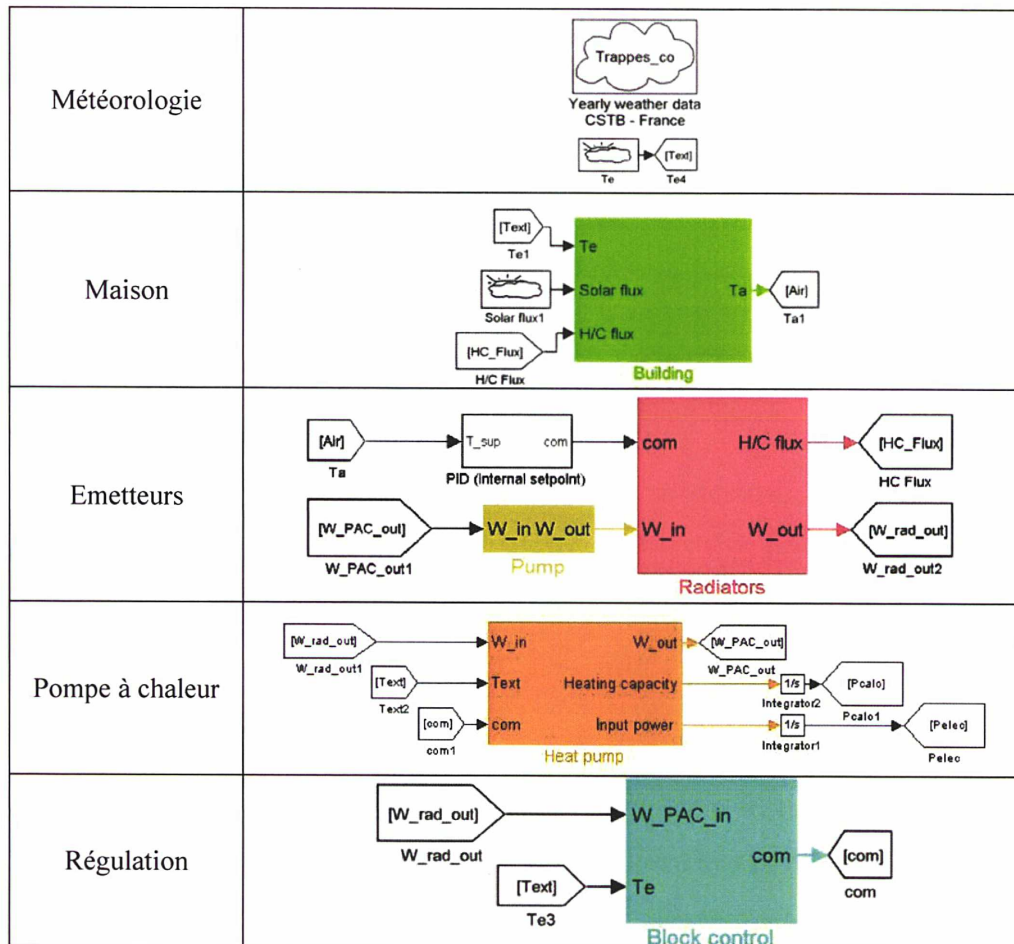 Météorologie
Trappes_co
Yearly weather data
CSTB - France
[Text]
Te
Te4
Maison
[Text]
Te1
Te
Solar flux1
Solar flux
[HC_Flux]
H/C Flux
H/C flux
Ta
[Air]
Ta1
Building
Emetteurs
[Air]
Ta
T_sup
com
PID (internal setpoint)
com
H/C flux
[HC_Flux]
HC Flux
[W_PAC_out]
W_PAC_out1
W_in W_out
Pump
W_in
W_out
[W_rad_out]
W_rad_out2
Radiators
Pompe à chaleur
[W_rad_out]
W_rad_out1
W_in
W_out
[W_PAC_out]
W_PAC_out
[Text]
Text2
Text
Heating capacity
1/s
Integrator2
[Pcalo]
Pcalo1
[com]
com1
com
Input power
1/s
Integrator1
[Pelec]
Pelec
Heat pump
Régulation
[W_rad_out]
W_rad_out
W_PAC_in
com
[com]
com
[Text]
Te3
Te
Block control